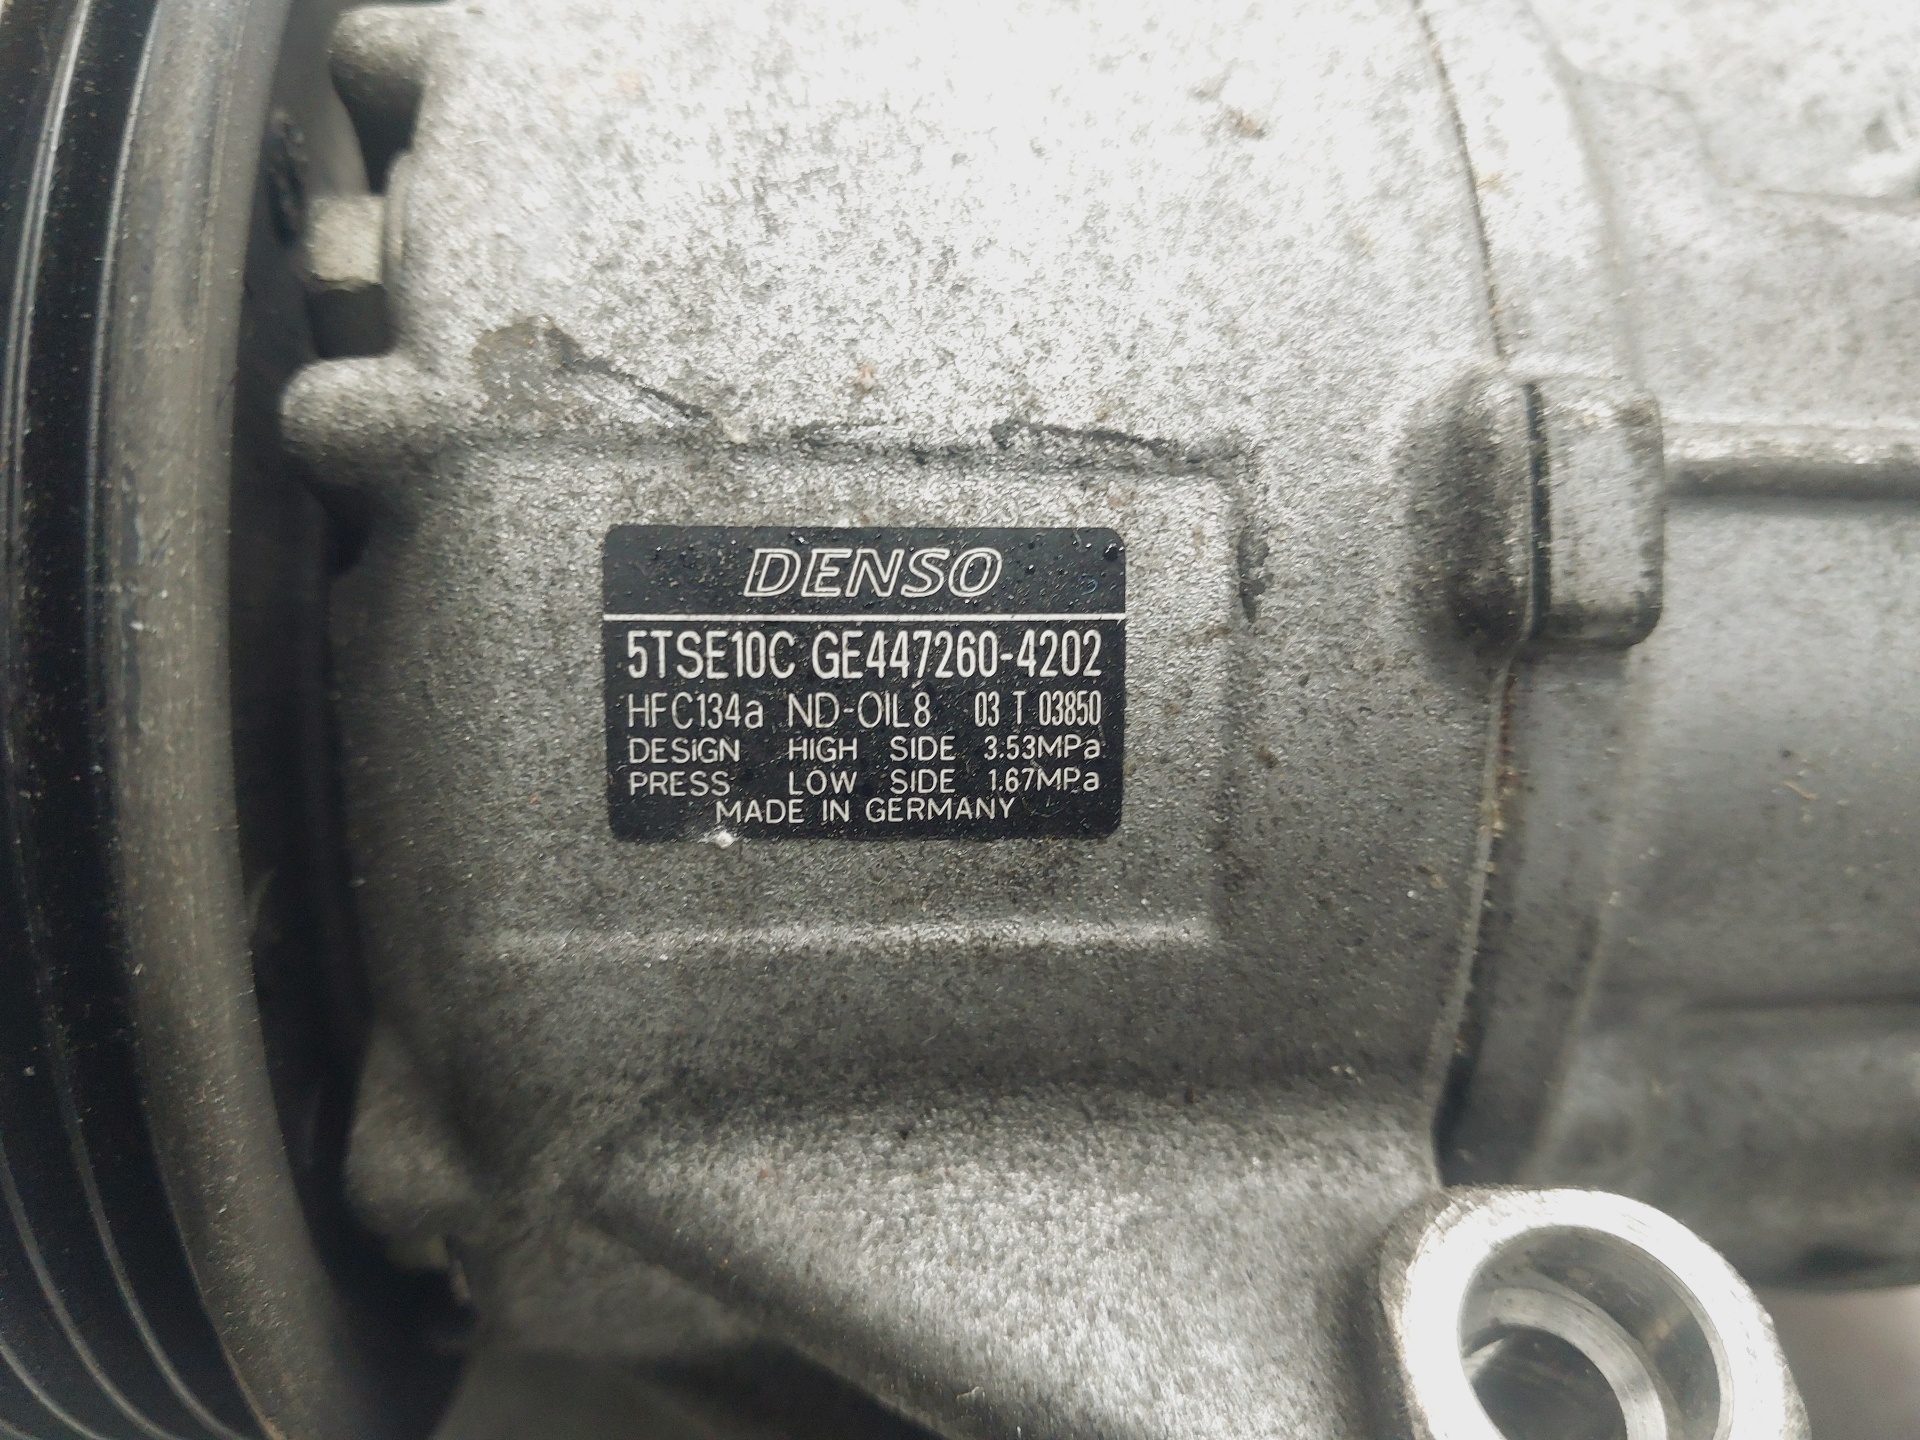 DENSO
5TSE10C GE447260-4202
HFC134a ND-OIL8 03 T 03850
DESIGN HIGH SIDE 3.53MPa
PRESS LOW SIDE 1.67MPa
MADE IN GERMANY